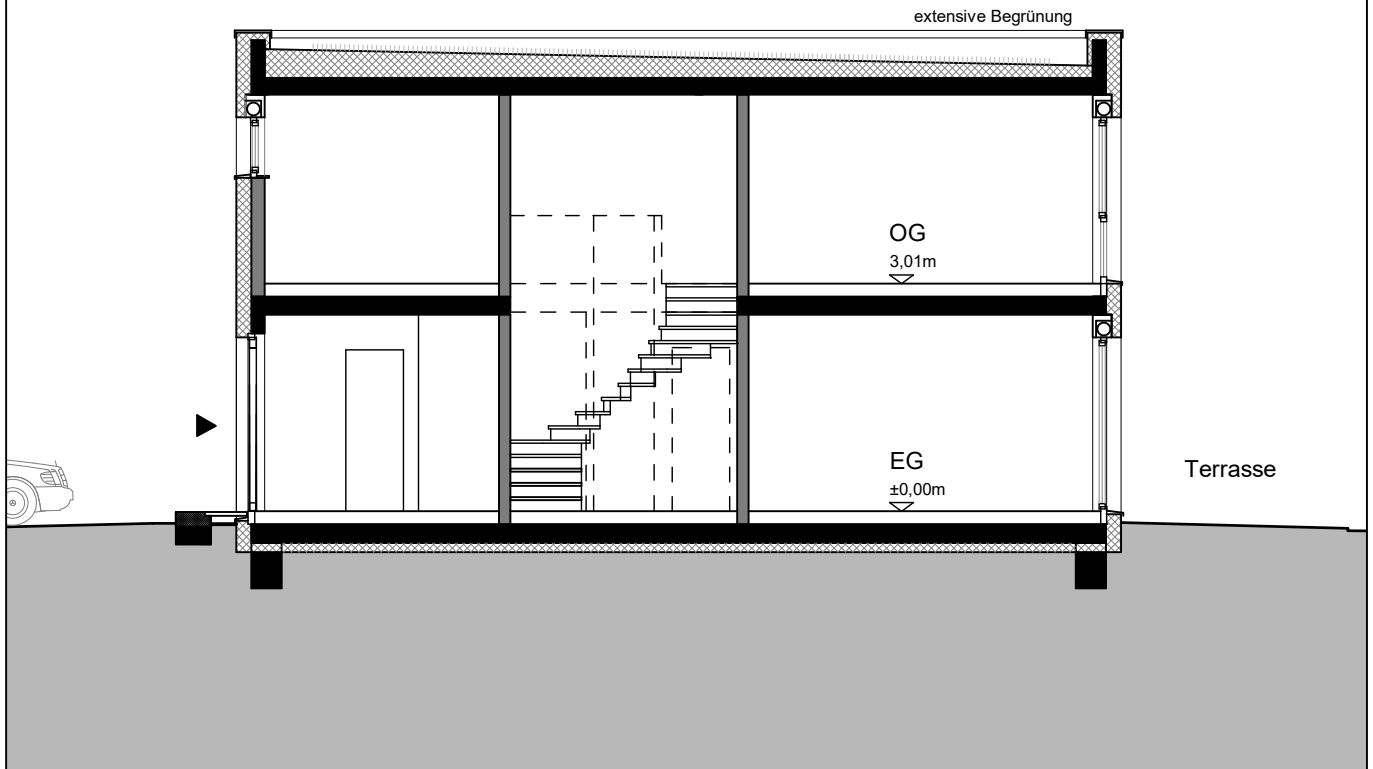 extensive Begrünung
OG
3,01m
EG
±0,00m
Terrasse